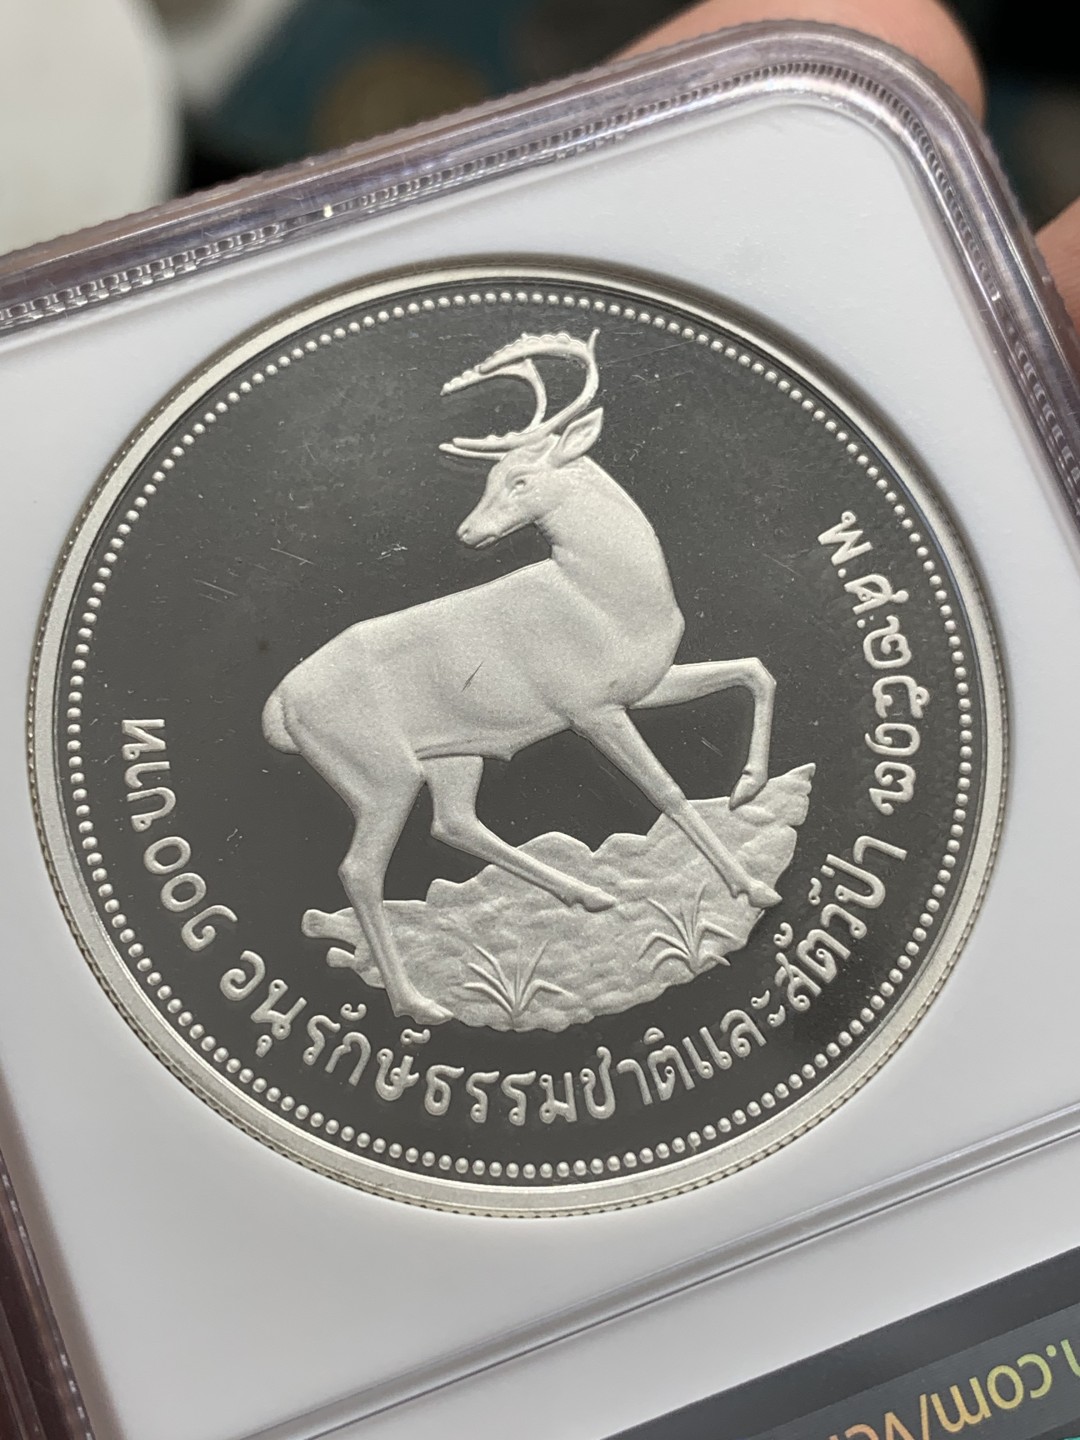 ๑๐๐ บาท
อนุรักษ์ธรรมชาติและสัตว์ป่า
พ.ศ.๒๕๑๗